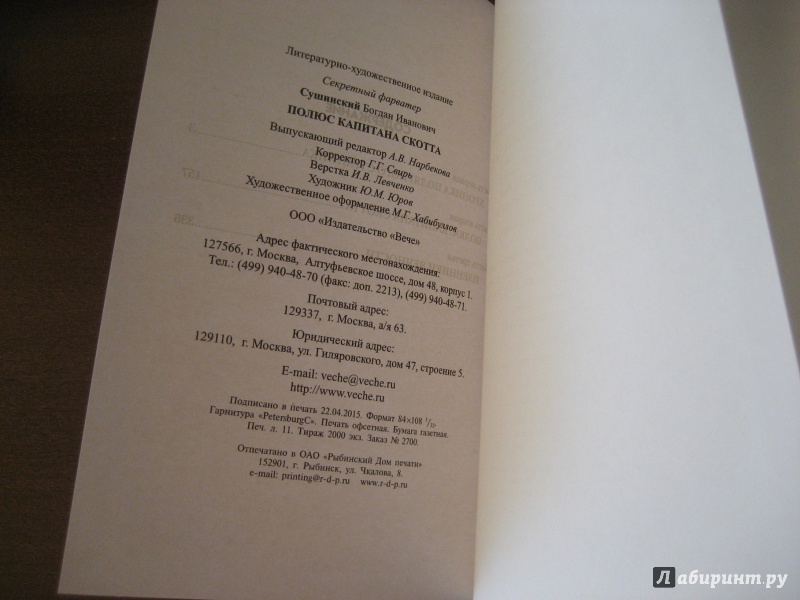 Литературно-художественное издание
Секретный фарватер
Сушинский Богдан Иванович
ПОЛЮС КАПИТАНА СКОТТА
Выпускающий редактор А.В. Нарбекова
Корректор Г.Г. Свирь
Верстка И.В. Левченко
Художник Ю.М. Юров
Художественное оформление М.Г. Хабибуллов
ООО «Издательство «Вече»
Адрес фактического местонахождения:
127566, г. Москва, Алтуфьевское шоссе, дом 48, корпус 1.
Тел.: (499) 940-48-70 (факс: доп. 2213), (499) 940-48-71.
Почтовый адрес:
129337, г. Москва, а/я 63.
Юридический адрес:
129110, г. Москва, ул. Гиляровского, дом 47, строение 5.
E-mail: veche@veche.ru
http://www.veche.ru
Подписано в печать 22.04.2015. Формат 84×108 1/32.
Гарнитура «PetersburgC». Печать офсетная. Бумага газетная.
Печ. л. 11. Тираж 2000 экз. Заказ № 2700.
Отпечатано в ОАО «Рыбинский Дом печати»
152901, г. Рыбинск, ул. Чкалова, 8.
e-mail: printing@r-d-p.ru www.r-d-p.ru
Лабиринт.ру